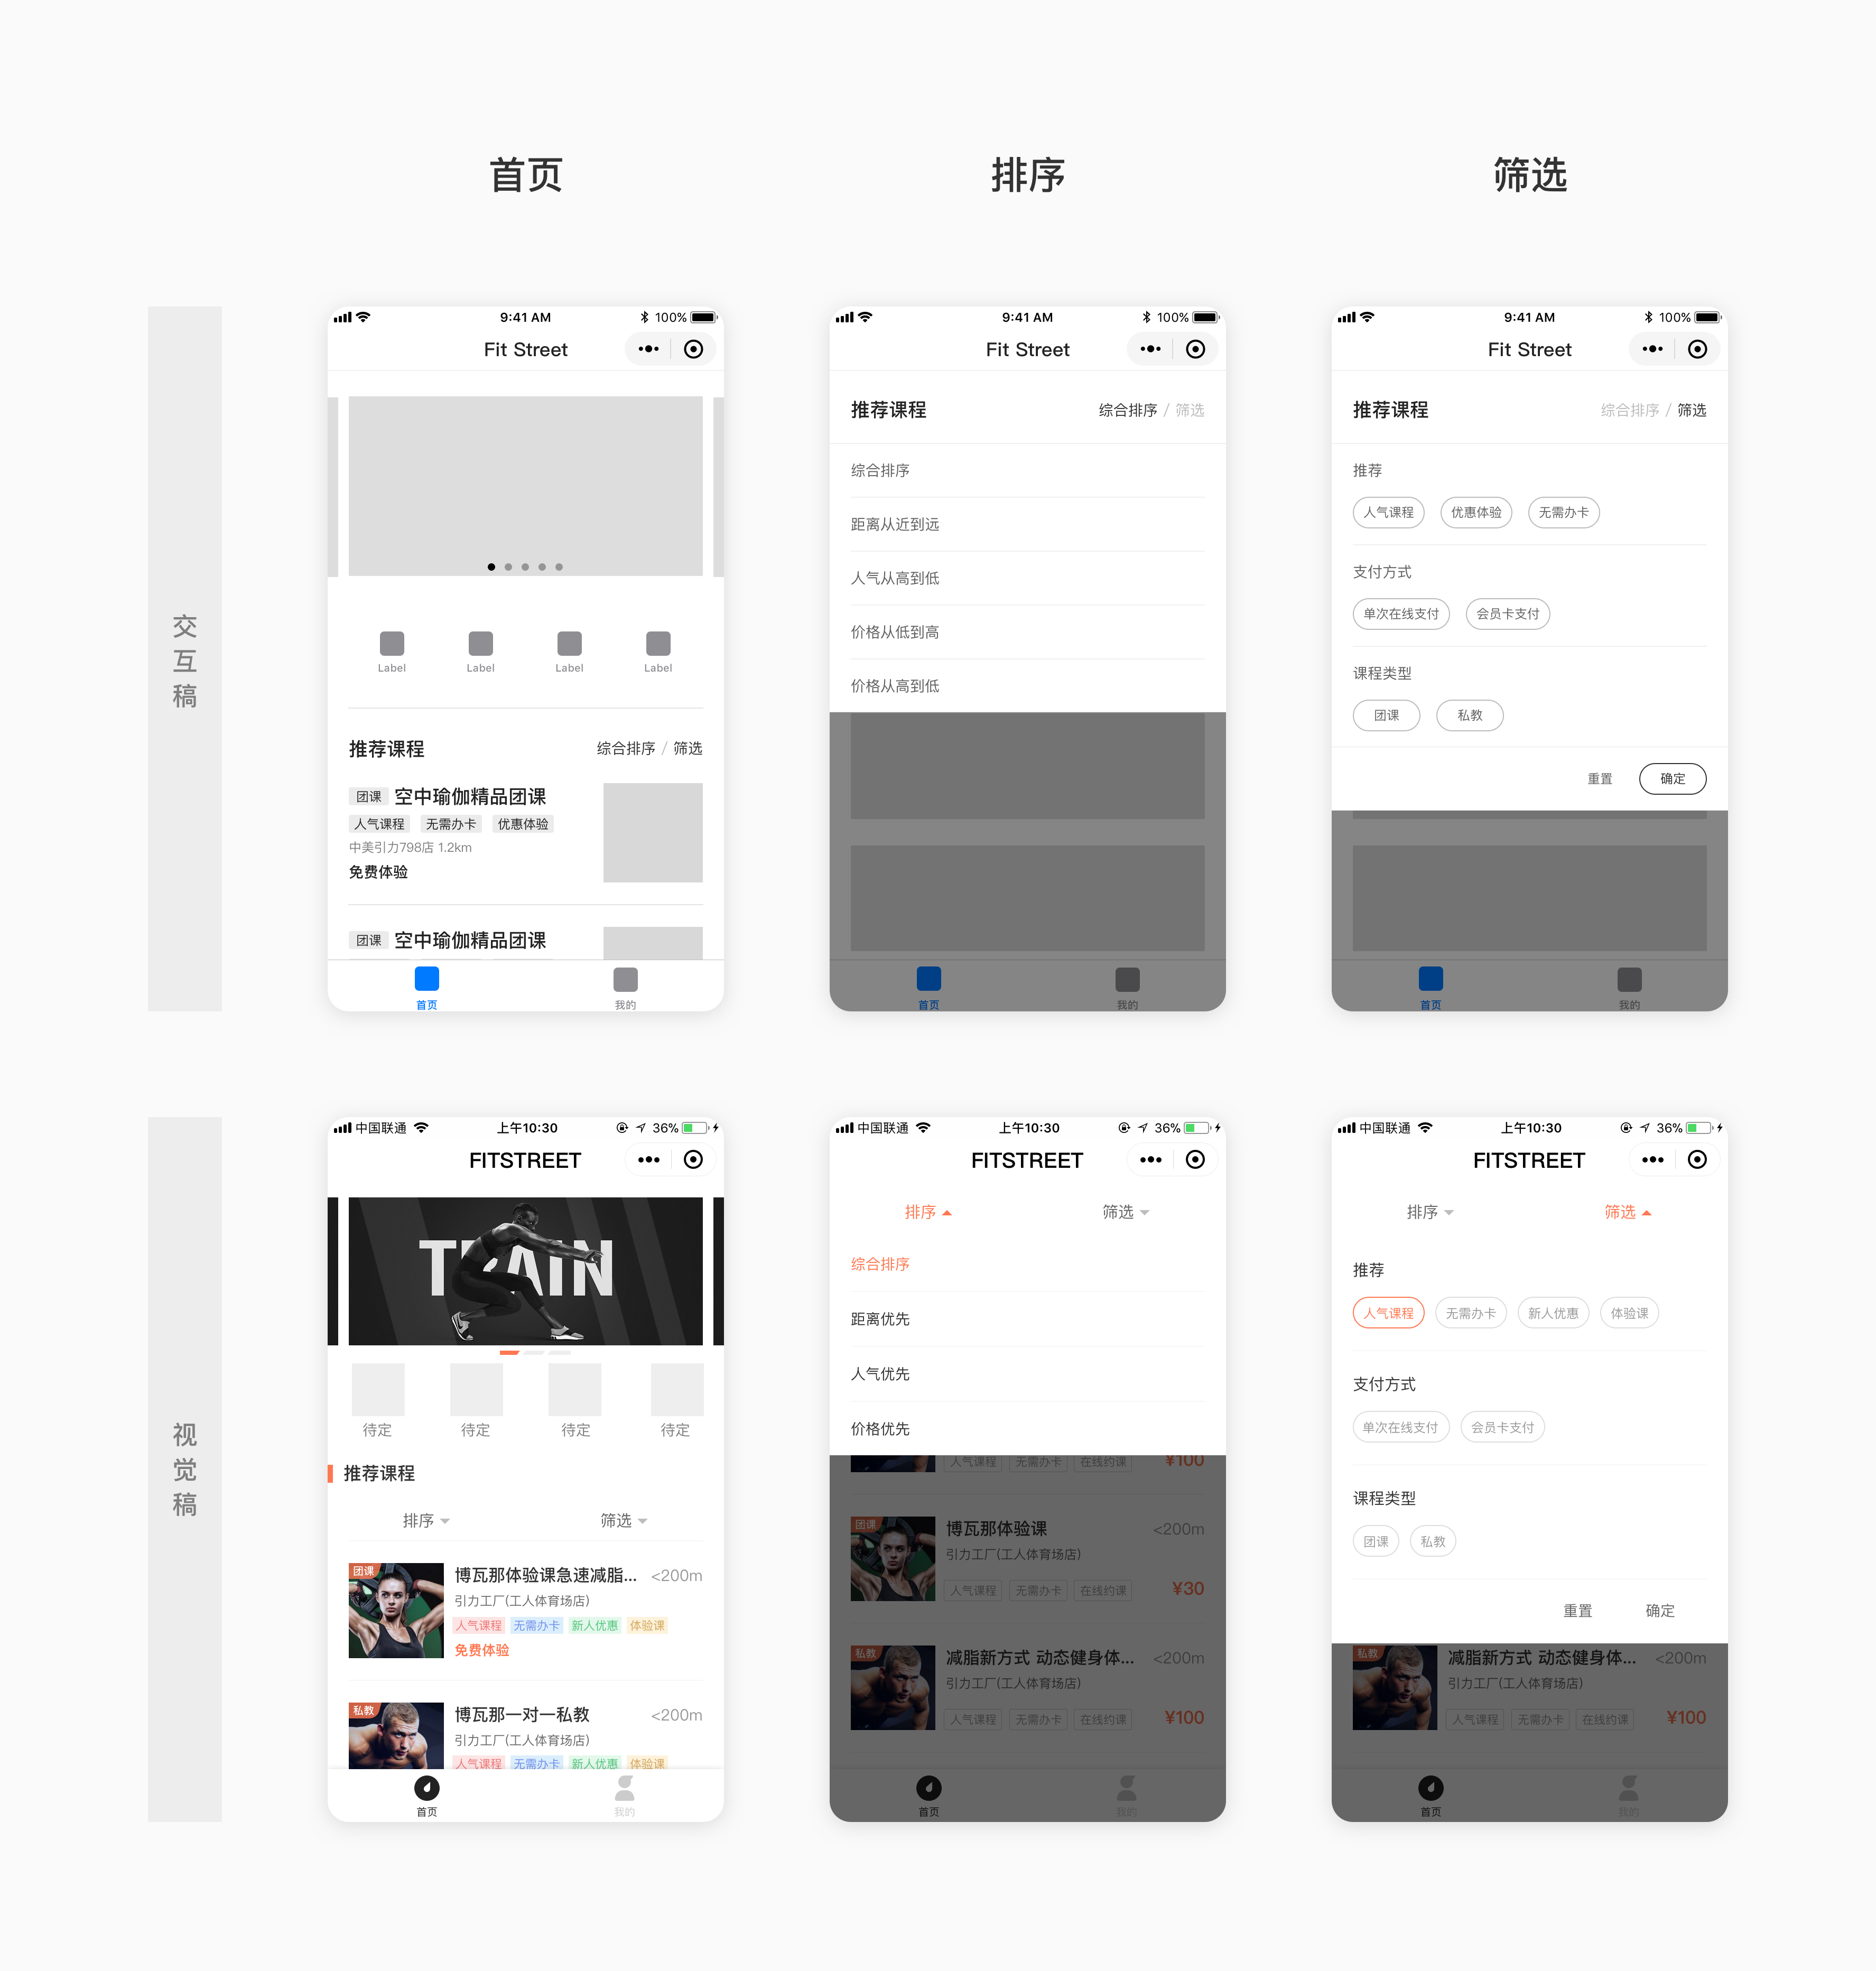 首页
排序
筛选
交互稿
9:41 AM
100%
Fit Street
Label
Label
Label
Label
推荐课程
综合排序 / 筛选
团课 空中瑜伽精品团课
人气课程 无需办卡 优惠体验
中美引力798店 1.2km
免费体验
团课 空中瑜伽精品团课
首页
我的
9:41 AM
100%
Fit Street
推荐课程
综合排序 / 筛选
综合排序
距离从近到远
人气从高到低
价格从低到高
价格从高到低
首页
我的
9:41 AM
100%
Fit Street
推荐课程
综合排序 / 筛选
推荐
人气课程 优惠体验 无需办卡
支付方式
单次在线支付 会员卡支付
课程类型
团课 私教
重置 确定
首页
我的
视觉稿
中国联通 上午10:30 36%
FITSTREET
TRAIN
待定
待定
待定
待定
推荐课程
排序 筛选
团课
博瓦那体验课急速减脂... <200m
引力工厂(工人体育场店)
人气课程 无需办卡 新人优惠 体验课
免费体验
私教
博瓦那一对一私教 <200m
引力工厂(工人体育场店)
人气课程 无需办卡 新人优惠 体验课
首页
我的
中国联通 上午10:30 36%
FITSTREET
排序 筛选
综合排序
距离优先
人气优先
价格优先
人气课程 无需办卡 在线约课 ¥100
团课
博瓦那体验课 <200m
引力工厂(工人体育场店)
人气课程 无需办卡 在线约课 ¥30
私教
减脂新方式 动态健身体... <200m
引力工厂(工人体育场店)
人气课程 无需办卡 在线约课 ¥100
首页
我的
中国联通 上午10:30 36%
FITSTREET
排序 筛选
推荐
人气课程 无需办卡 新人优惠 体验课
支付方式
单次在线支付 会员卡支付
课程类型
团课 私教
重置 确定
私教
减脂新方式 动态健身体... <200m
引力工厂(工人体育场店)
人气课程 无需办卡 在线约课 ¥100
首页
我的